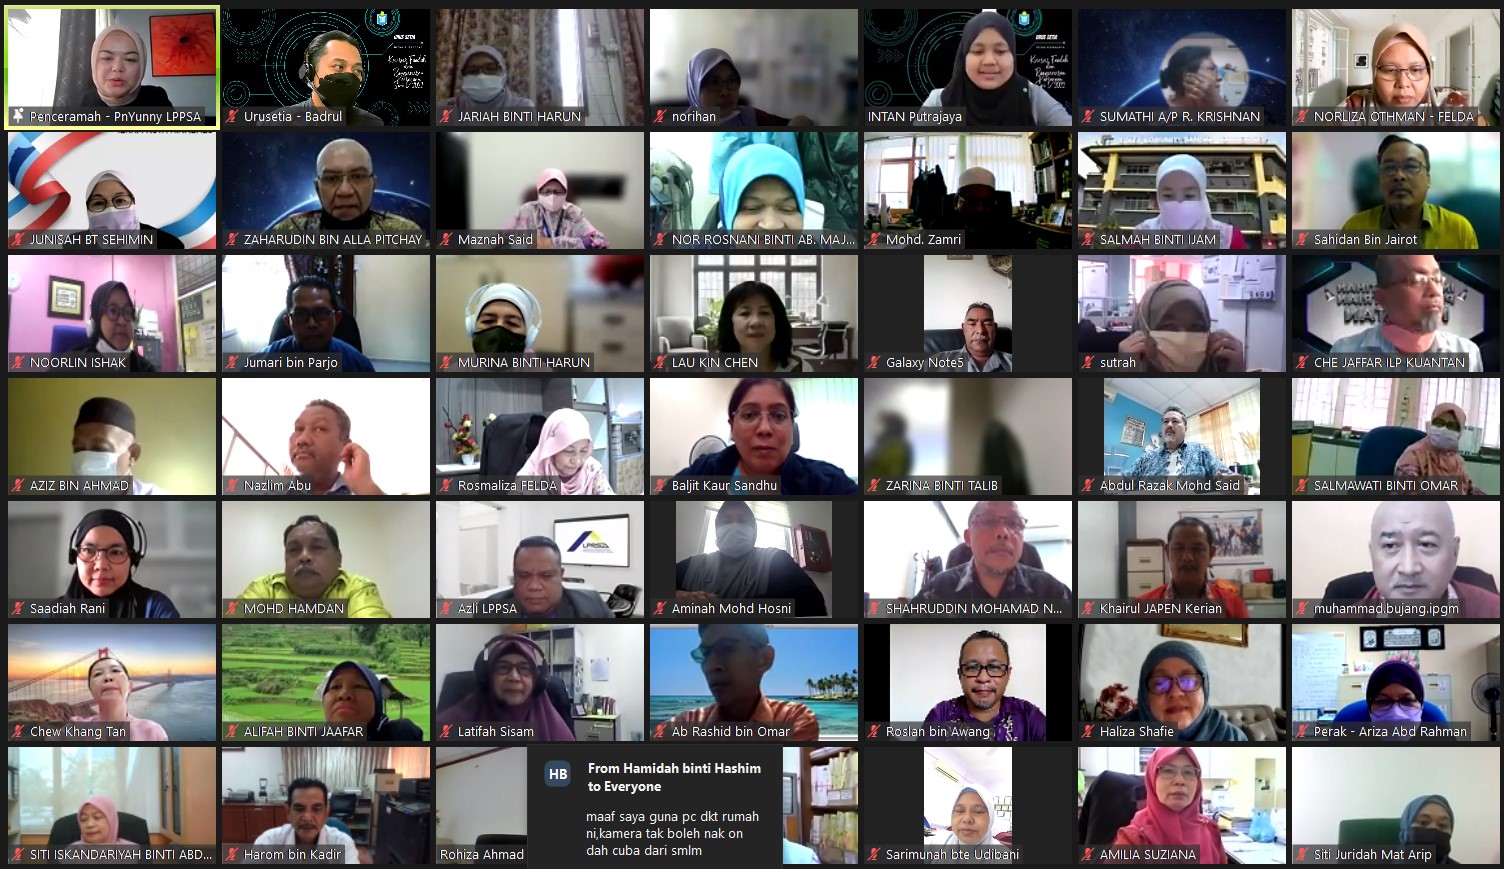 Penceramah - PnYunny LPPSA
Urusetia - Badrul
JARIAH BINTI HARUN
norihan
INTAN Putrajaya
SUMATHI A/P R. KRISHNAN
NORLIZA OTHMAN - FELDA
JUNISAH BT SEHIMIN
ZAHARUDIN BIN ALLA PITCHAY
Maznah Said
NOR ROSNANI BINTI AB. MAJ...
Mohd. Zamri
SALMAH BINTI IJAM
Sahidan Bin Jairot
NOORLIN ISHAK
Jumari bin Parjo
MURINA BINTI HARUN
LAU KIN CHEN
Galaxy Note5
sutrah
CHE JAFFAR ILP KUANTAN
AZIZ BIN AHMAD
Nazlim Abu
Rosmaliza FELDA
Baljit Kaur Sandhu
ZARINA BINTI TALIB
Abdul Razak Mohd Said
SALMAWATI BINTI OMAR
Saadiah Rani
MOHD HAMDAN
LPPSA
Azli LPPSA
Aminah Mohd Hosni
SHAHRUDDIN MOHAMAD N...
Khairul JAPEN Kerian
muhammad.bujang.ipgm
Chew Khang Tan
ALIFAH BINTI JAAFAR
Latifah Sisam
Ab Rashid bin Omar
Roslan bin Awang
Haliza Shafie
Perak - Ariza Abd Rahman
SITI ISKANDARIYAH BINTI ABD...
Harom bin Kadir
Rohiza Ahmad
HB
From Hamidah binti Hashim
to Everyone
maaf saya guna pc dkt rumah
ni,kamera tak boleh nak on
dah cuba dari smlm
Sarimunah bte Udibani
AMILIA SUZIANA
Siti Juridah Mat Arip